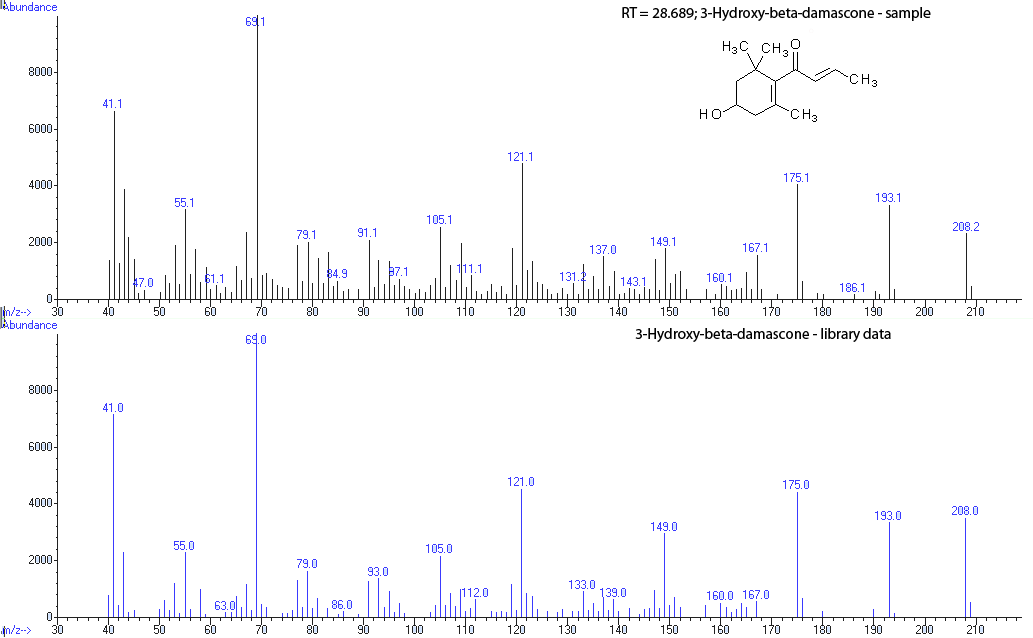 Abundance
RT = 28.689; 3-Hydroxy-beta-damascone - sample
69.1
H3C CH3 O
8000
CH3
41.1
HO CH3
6000
121.1
4000
55.1
175.1
193.1
105.1
208.2
2000
79.1 91.1
137.0 149.1 167.1
47.0 61.1 84.9 97.1 111.1 131.2 143.1 160.1 186.1
0
m/z--> 30 40 50 60 70 80 90 100 110 120 130 140 150 160 170 180 190 200 210
Abundance
3-Hydroxy-beta-damascone - library data
69.0
8000
41.0
6000
121.0 175.0
4000
193.0 208.0
149.0
55.0
105.0
2000
79.0 93.0
133.0
63.0 86.0 112.0 139.0 160.0 167.0
0
m/z--> 30 40 50 60 70 80 90 100 110 120 130 140 150 160 170 180 190 200 210